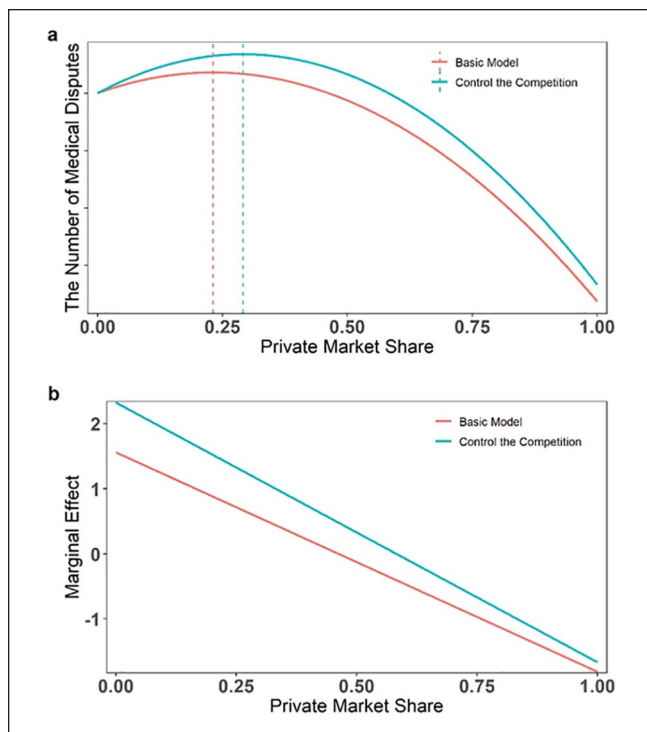 a
The Number of Medical Disputes
Basic Model
Control the Competition
0.00 0.25 0.50 0.75 1.00
Private Market Share
b
Marginal Effect
2
1
0
-1
Basic Model
Control the Competition
0.00 0.25 0.50 0.75 1.00
Private Market Share